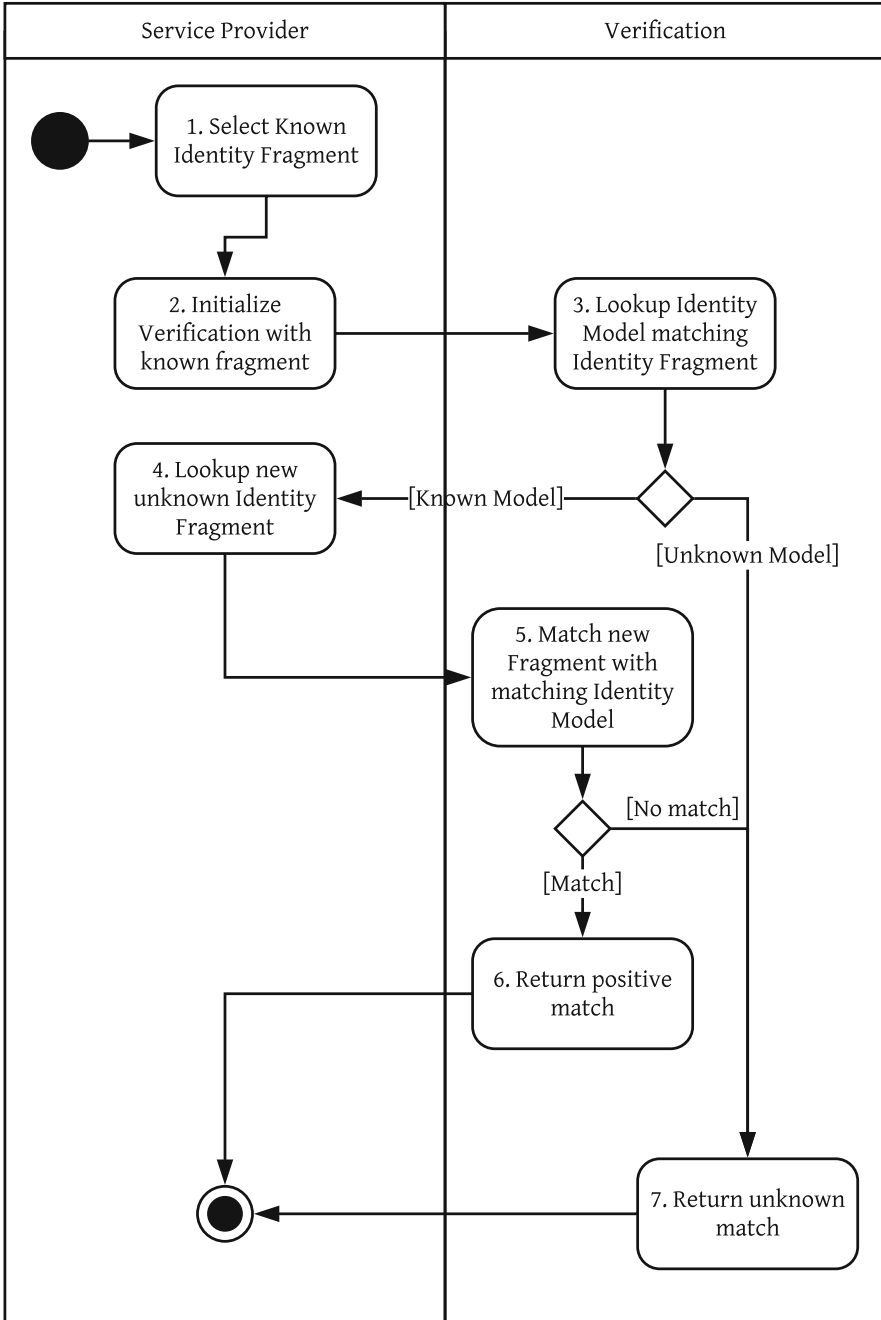 Service Provider
Verification
1. Select Known
Identity Fragment
2. Initialize
Verification with
known fragment
3. Lookup Identity
Model matching
Identity Fragment
4. Lookup new
unknown Identity
Fragment
[Known Model]
[Unknown Model]
5. Match new
Fragment with
matching Identity
Model
[No match]
[Match]
6. Return positive
match
7. Return unknown
match